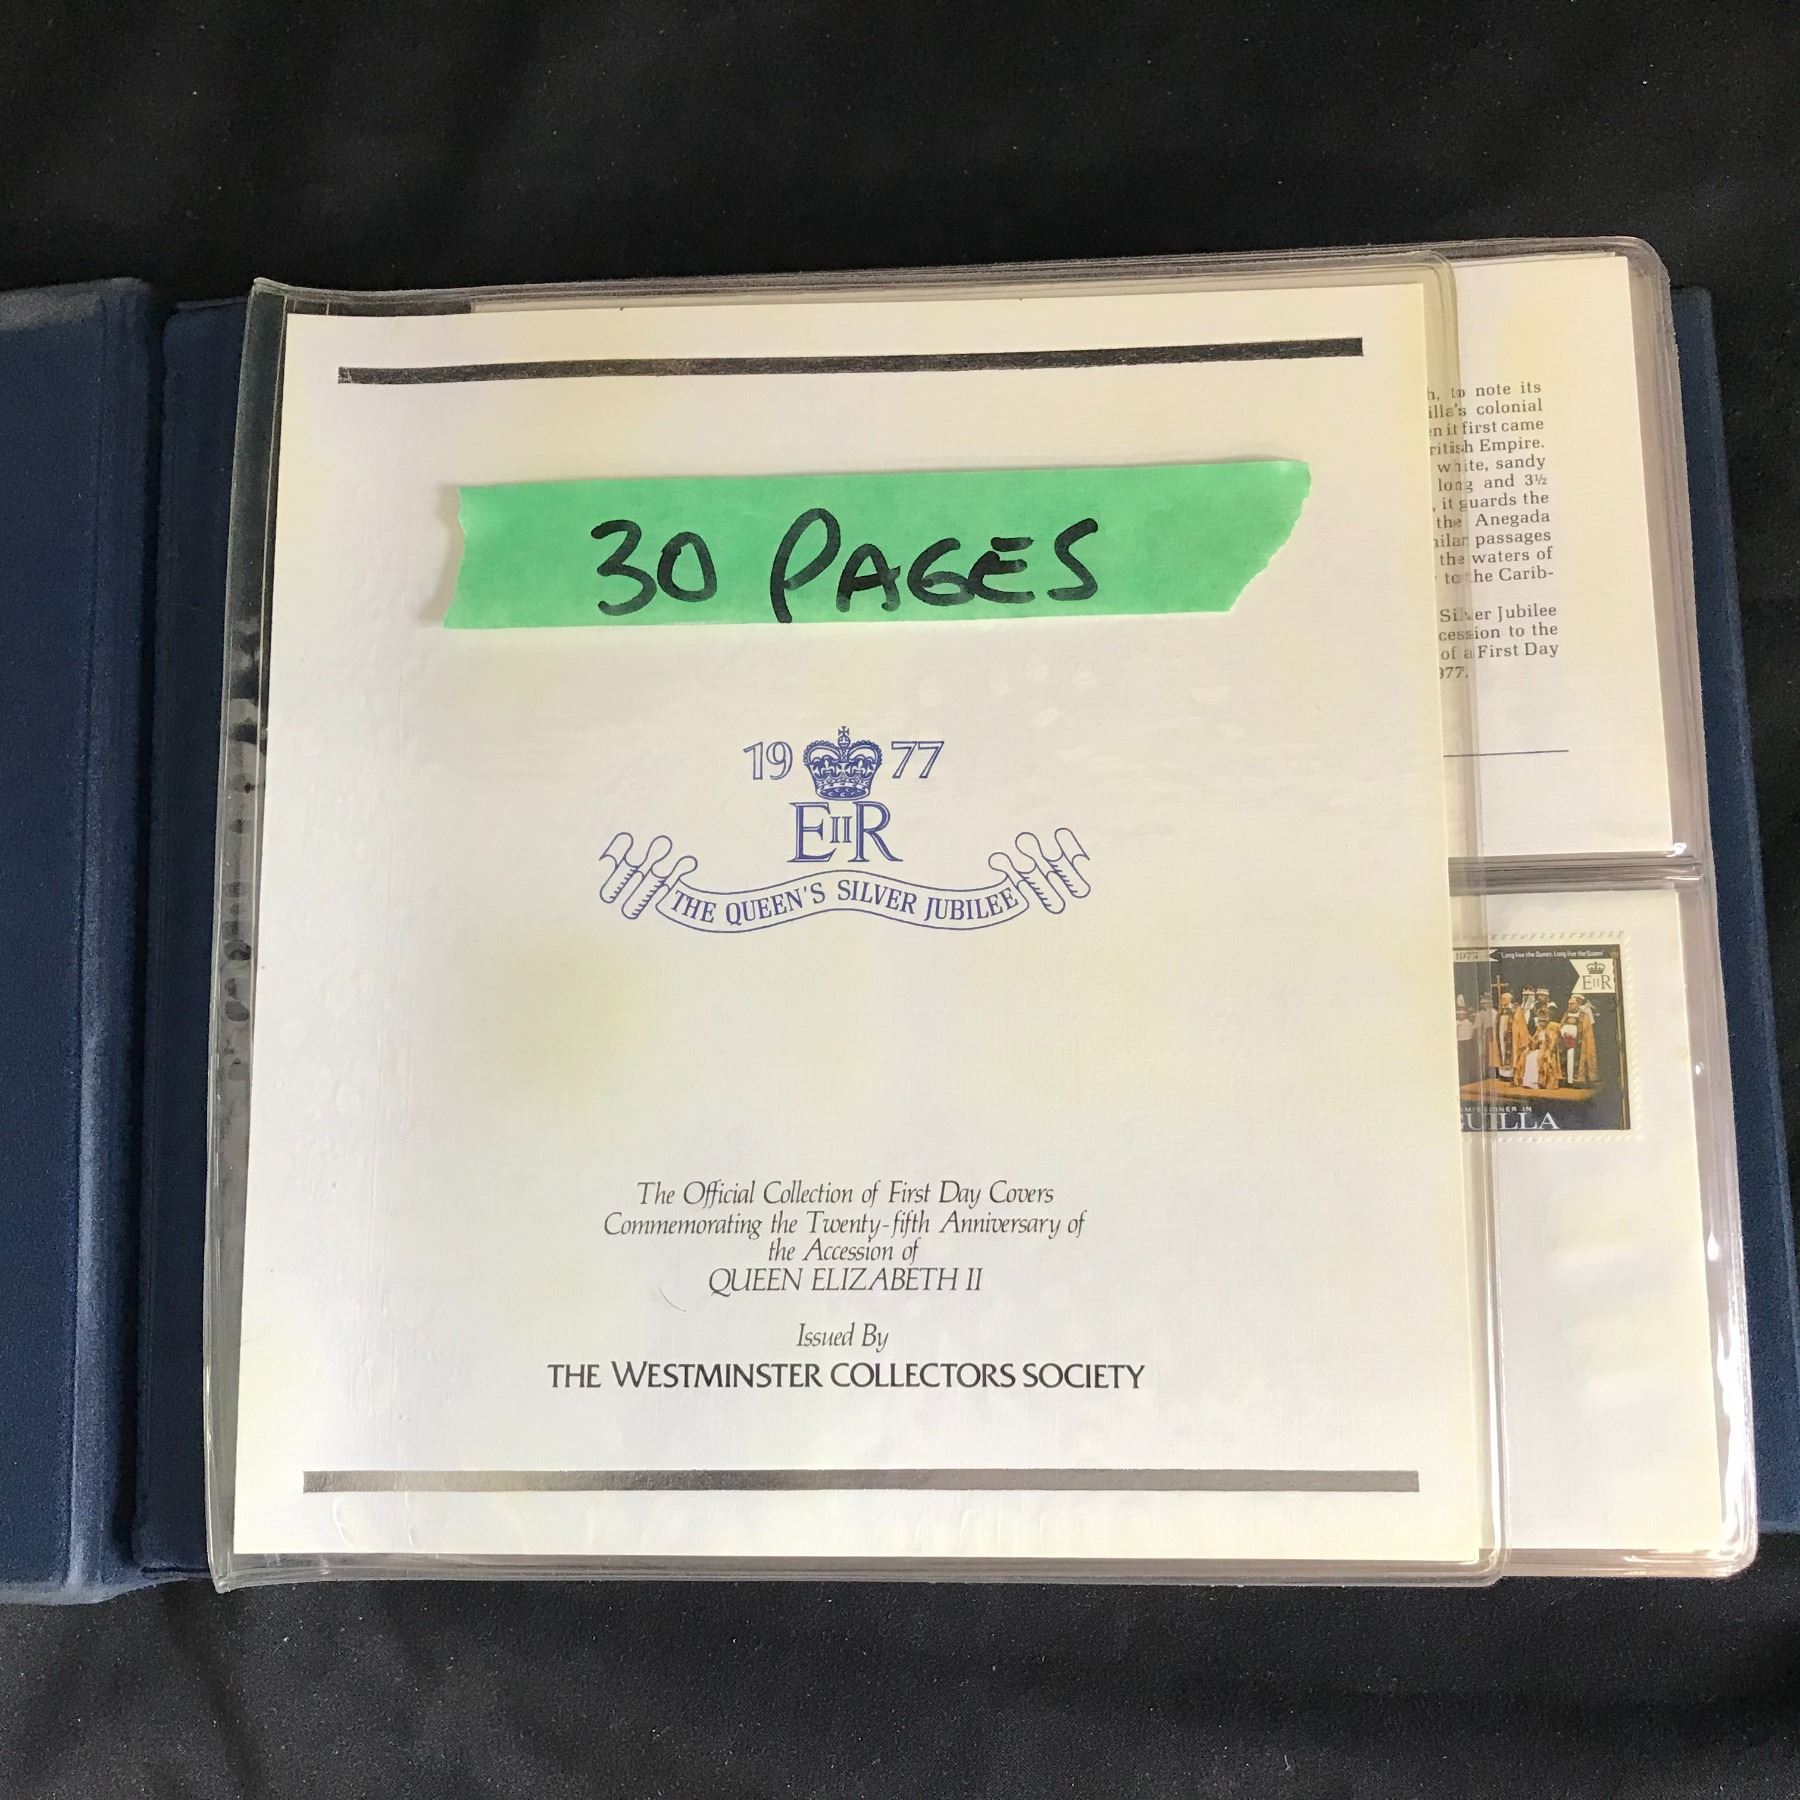 30 PAGES
19 77
EIIR
THE QUEEN'S SILVER JUBILEE
The Official Collection of First Day Covers
Commemorating the Twenty-fifth Anniversary of
the Accession of
QUEEN ELIZABETH II
Issued By
THE WESTMINSTER COLLECTORS SOCIETY
to note its
colonial
it first came
Empire.
white, sandy
long and 3½
it guards the
the Anegada
passages
the waters of
to the Carib-
Silver Jubilee
to the
of a First Day
977.
"Long live the Queen, Long live the Queen"
EIIR